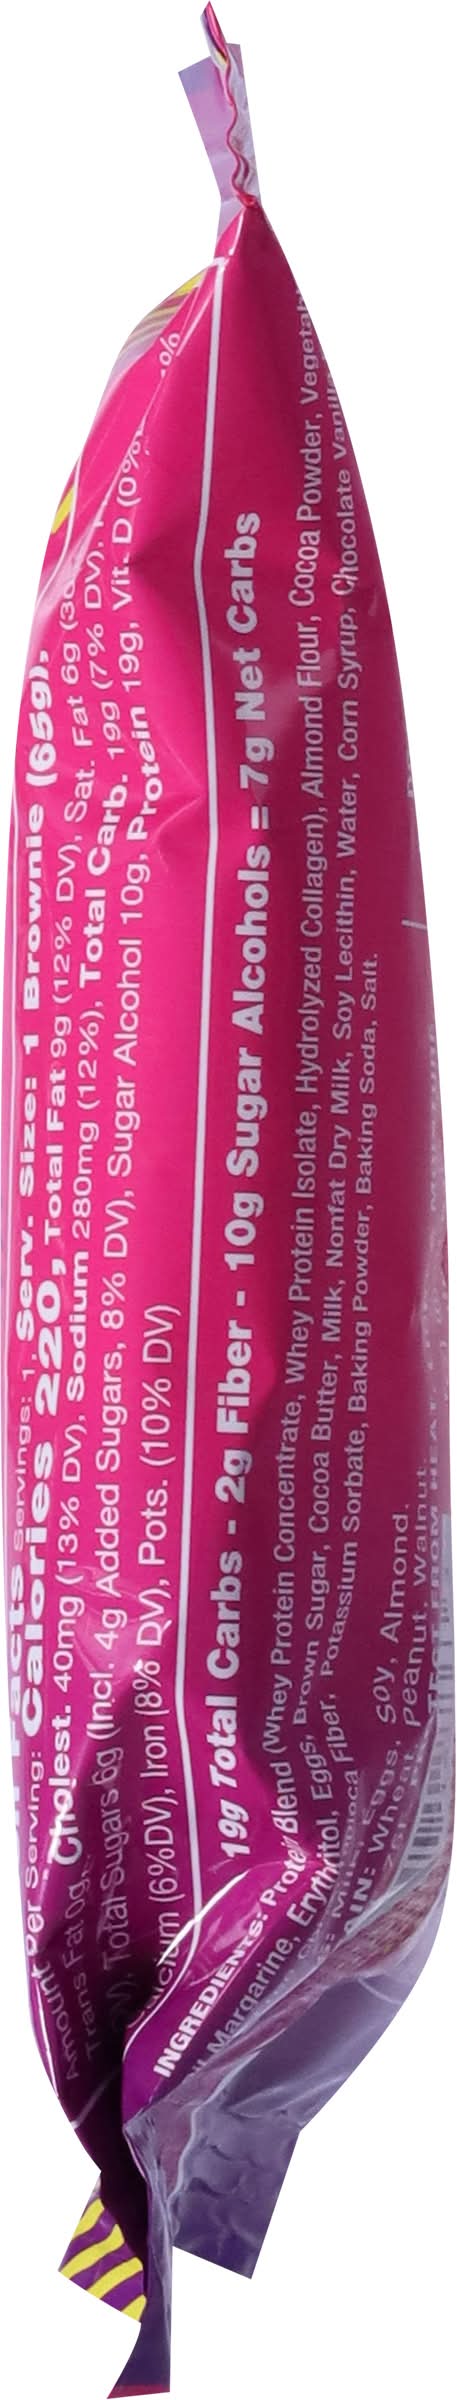 Facts Servings: 1, Serv. Size: 1 Brownie (65g),
Amount Per Serving: Calories 220, Total Fat 9g (12% DV), Sat. Fat 6g
Trans Fat 0g, Cholest. 40mg (13% DV), Sodium 280mg (12%), Total Carb. 19g (7% DV),
Total Sugars 6g (Incl. 4g Added Sugars, 8% DV), Sugar Alcohol 10g, Protein 19g, Vit. D (0%
(6%DV), Iron (8% DV), Pots. (10% DV)
19g Total Carbs - 2g Fiber - 10g Sugar Alcohols = 7g Net Carbs
INGREDIENTS: Protein Blend (Whey Protein Concentrate, Whey Protein Isolate, Hydrolyzed Collagen), Almond Flour, Cocoa Powder,
Margarine, Erythritol, Eggs, Brown Sugar, Cocoa Butter, Milk, Nonfat Dry Milk, Soy Lecithin, Water, Corn Syrup, Chocolate
Fiber, Potassium Sorbate, Baking Powder, Baking Soda, Salt.
Eggs, Soy, Almond.
Wheat, Peanut, Walnut.
FROM HEAT